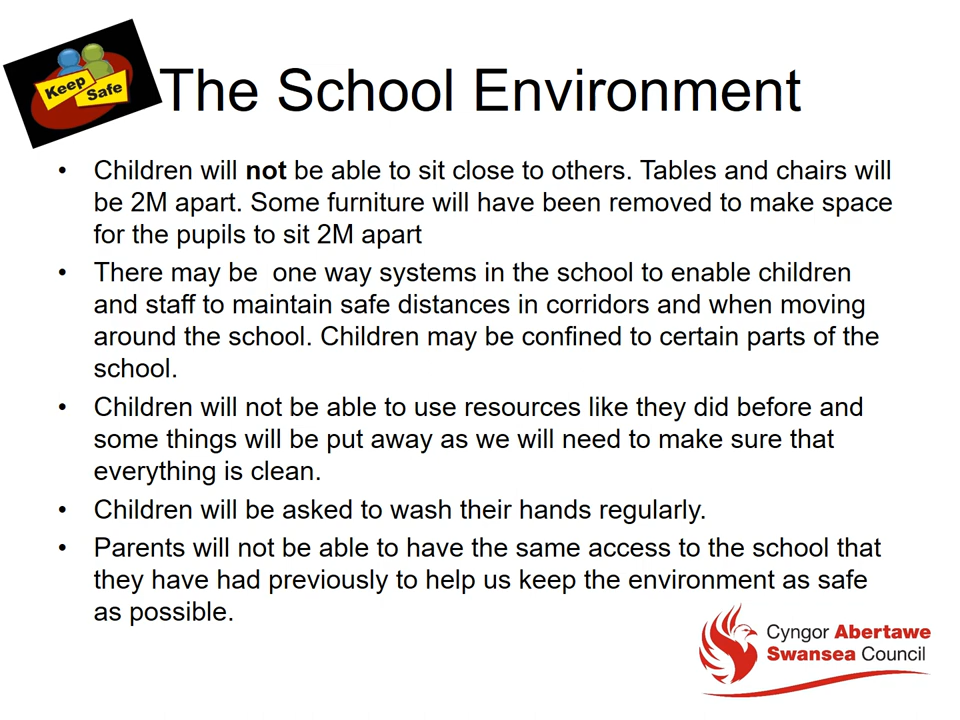 Keep
Safe
The School Environment
• Children will not be able to sit close to others. Tables and chairs will
be 2M apart. Some furniture will have been removed to make space
for the pupils to sit 2M apart
• There may be  one way systems in the school to enable children
and staff to maintain safe distances in corridors and when moving
around the school. Children may be confined to certain parts of the
school.
• Children will not be able to use resources like they did before and
some things will be put away as we will need to make sure that
everything is clean.
• Children will be asked to wash their hands regularly.
• Parents will not be able to have the same access to the school that
they have had previously to help us keep the environment as safe
as possible.
Cyngor Abertawe
Swansea Council